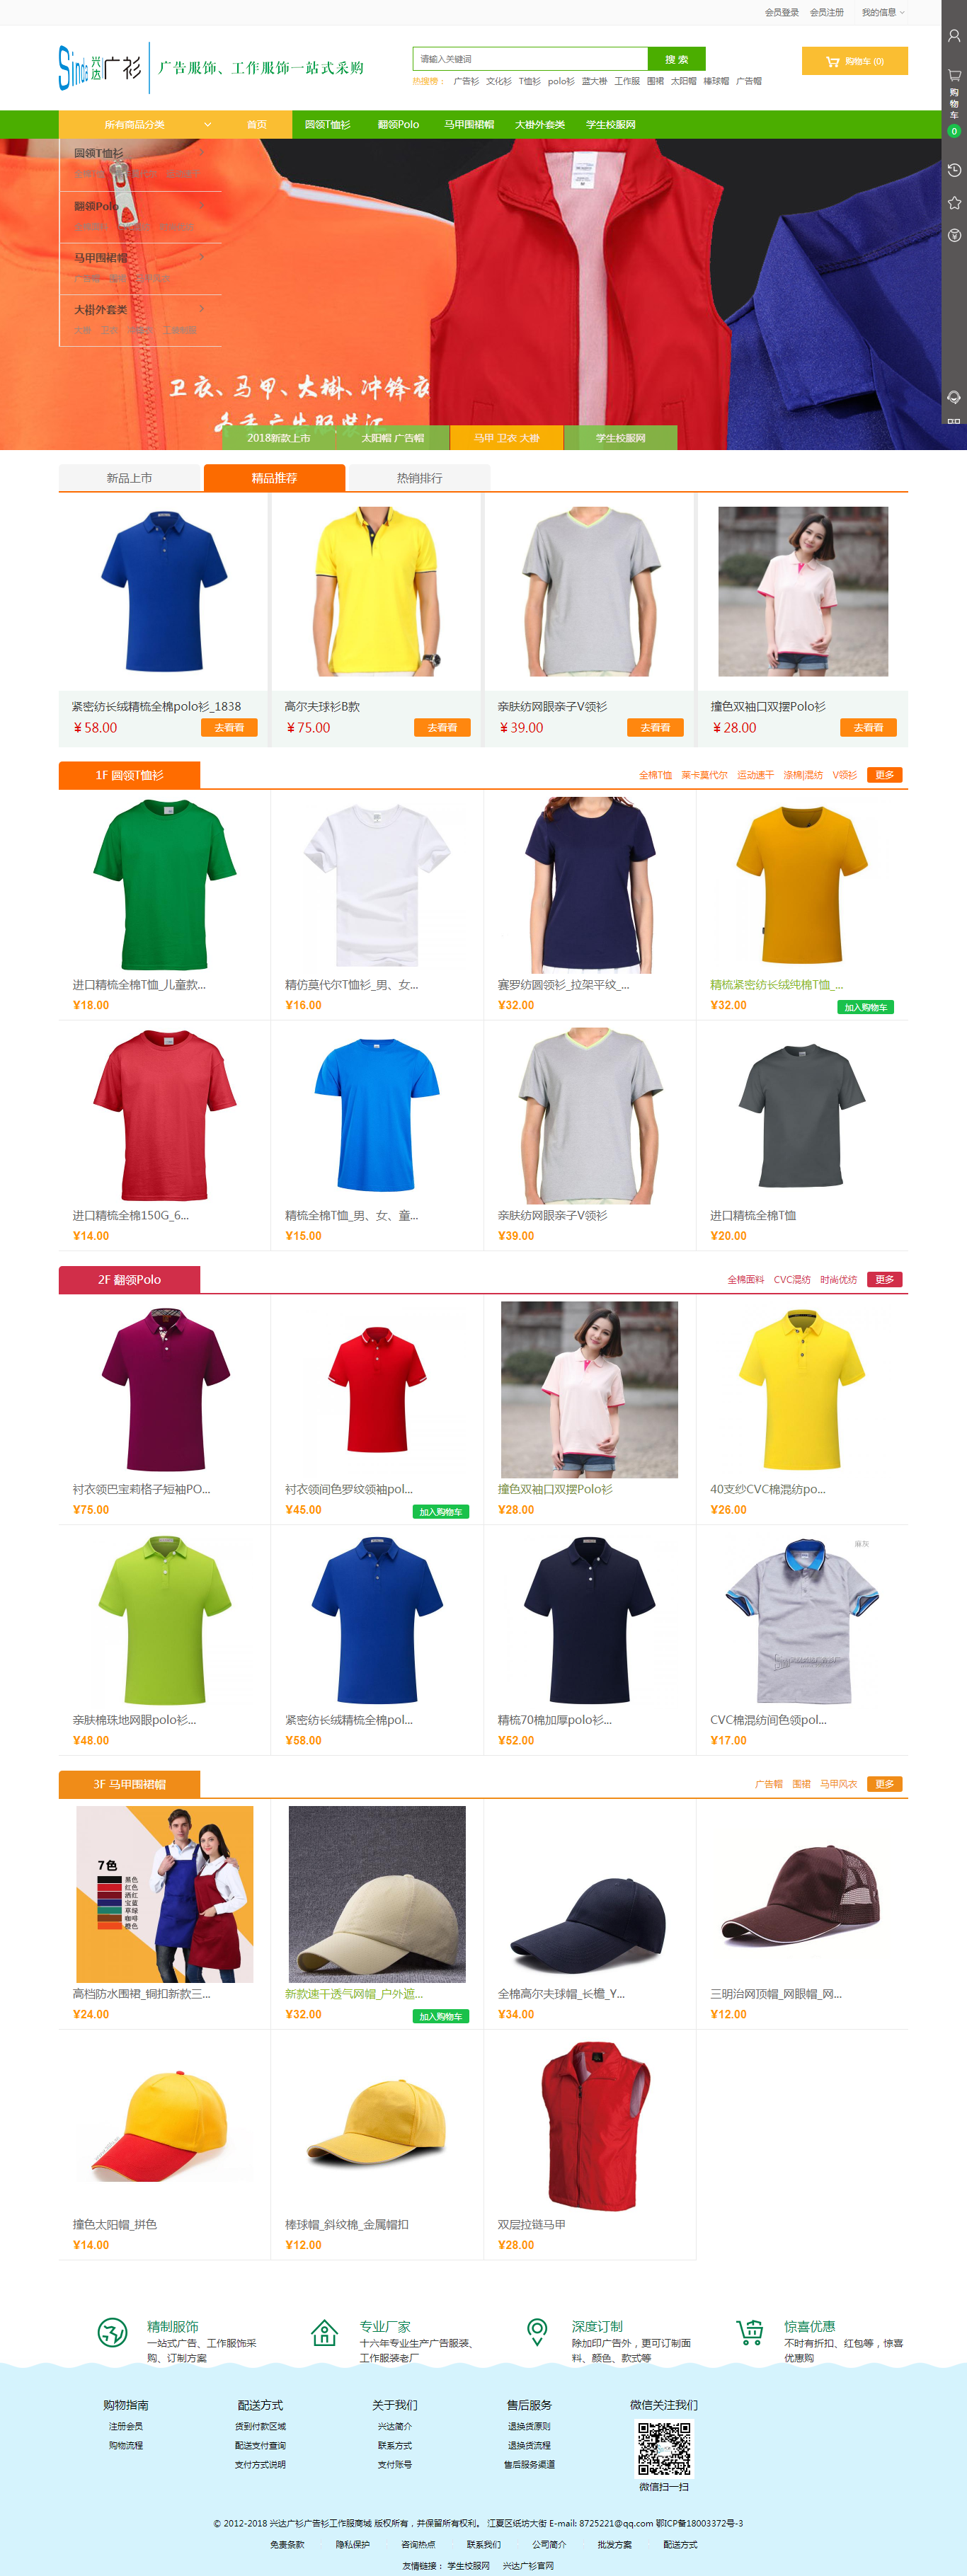 会员登录 会员注册 我的信息
Sinda 兴达 广衫 广告服饰、工作服饰一站式采购
请输入关键词 搜 索
购物车 (0)
热搜榜： 广告衫 文化衫 T恤衫 polo衫 蓝大褂 工作服 围裙 太阳帽 棒球帽 广告帽
购物车
0
所有商品分类 首页 圆领T恤衫 翻领Polo 马甲围裙帽 大褂外套类 学生校服网
圆领T恤衫
翻领Polo
马甲围裙帽
大褂外套类
大褂 卫衣
卫衣、马甲、大掛、冲锋衣
2018新款上市 太阳帽 广告帽 马甲 卫衣 大褂 学生校服网
新品上市 精品推荐 热销排行
紧密纺长绒精梳全棉polo衫_1838 高尔夫球衫B款 亲肤纺网眼亲子V领衫 撞色双袖口双摆Polo衫
¥58.00 去看看 ¥75.00 去看看 ¥39.00 去看看 ¥28.00 去看看
1F 圆领T恤衫 全棉T恤 莱卡莫代尔 运动速干 涤棉|混纺 V领衫 更多
进口精梳全棉T恤_儿童款... 精仿莫代尔T恤衫_男、女... 赛罗纺圆领衫_拉架平纹_... 精梳紧密纺长绒纯棉T恤_...
¥18.00 ¥16.00 ¥32.00 ¥32.00 加入购物车
进口精梳全棉150G_6... 精梳全棉T恤_男、女、童... 亲肤纺网眼亲子V领衫 进口精梳全棉T恤
¥14.00 ¥15.00 ¥39.00 ¥20.00
2F 翻领Polo 全棉面料 CVC混纺 时尚优纺 更多
衬衣领巴宝莉格子短袖PO... 衬衣领间色罗纹领袖pol... 撞色双袖口双摆Polo衫 40支纱CVC棉混纺po...
¥75.00 ¥45.00 加入购物车 ¥28.00 ¥26.00
麻灰
亲肤棉珠地网眼polo衫... 紧密纺长绒精梳全棉pol... 精梳70棉加厚polo衫... CVC棉混纺间色领pol...
¥48.00 ¥58.00 ¥52.00 ¥17.00
3F 马甲围裙帽 广告帽 围裙 马甲风衣 更多
7色
黑色
红色
酒红
宝蓝
草绿
咖啡
橙色
高档防水围裙_铜扣新款三... 新款速干透气网帽_户外遮... 全棉高尔夫球帽_长檐_Y... 三明治网顶帽_网眼帽_网...
¥24.00 ¥32.00 加入购物车 ¥34.00 ¥12.00
撞色太阳帽_拼色 棒球帽_斜纹棉_金属帽扣 双层拉链马甲
¥14.00 ¥12.00 ¥28.00
精制服饰 专业厂家 深度订制 惊喜优惠
一站式广告、工作服饰采 十六年专业生产广告服装、 除加印广告外，更可订制面 不时有折扣、红包等，惊喜
购、订制方案 工作服装老厂 料、颜色、款式等 优惠购
购物指南 配送方式 关于我们 售后服务 微信关注我们
注册会员 货到付款区域 兴达简介 退换货原则
购物流程 配送支付查询 联系方式 退换货流程
支付方式说明 支付账号 售后服务渠道
微信扫一扫
© 2012-2018 兴达广衫广告衫工作服商城 版权所有，并保留所有权利。 江夏区纸坊大街 E-mail: 8725221@qq.com 鄂ICP备18003372号-3
免责条款 隐私保护 咨询热点 联系我们 公司简介 批发方案 配送方式
友情链接： 学生校服网 兴达广衫官网